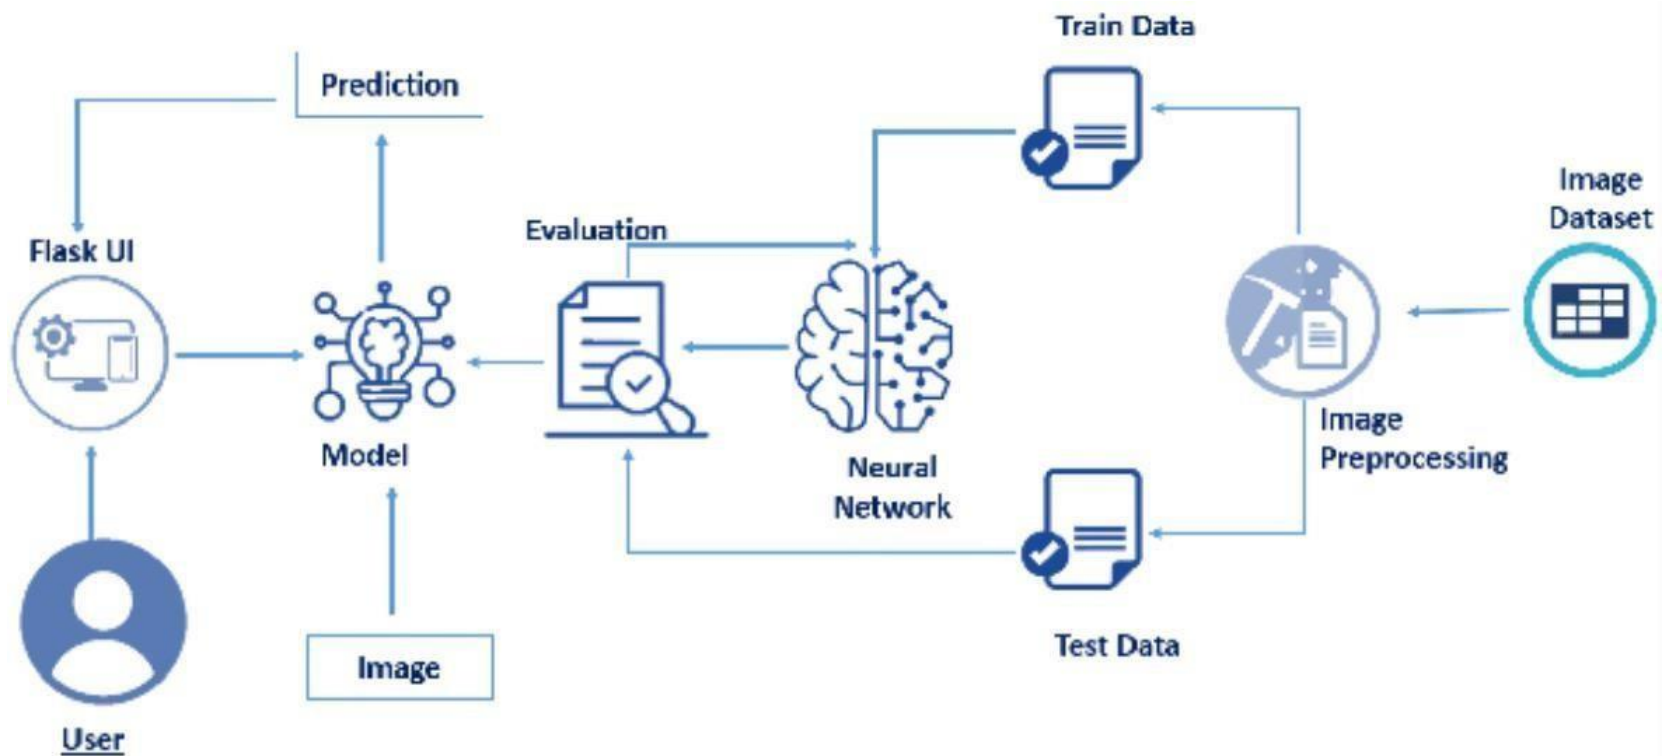 Train Data
Prediction
Image
Dataset
Evaluation
Flask UI
Image
Preprocessing
Model
Neural
Network
Test Data
Image
User